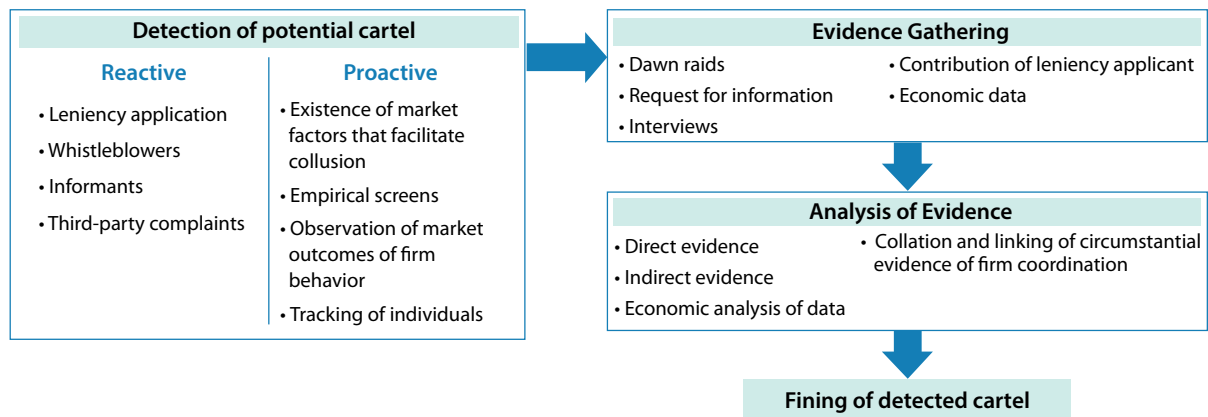 Detection of potential cartel
Reactive
• Leniency application
• Whistleblowers
• Informants
• Third-party complaints
Proactive
• Existence of market
factors that facilitate
collusion
• Empirical screens
• Observation of market
outcomes of firm
behavior
• Tracking of individuals
Evidence Gathering
• Dawn raids
• Request for information
• Interviews
• Contribution of leniency applicant
• Economic data
Analysis of Evidence
• Direct evidence
• Indirect evidence
• Economic analysis of data
• Collation and linking of circumstantial
evidence of firm coordination
Fining of detected cartel